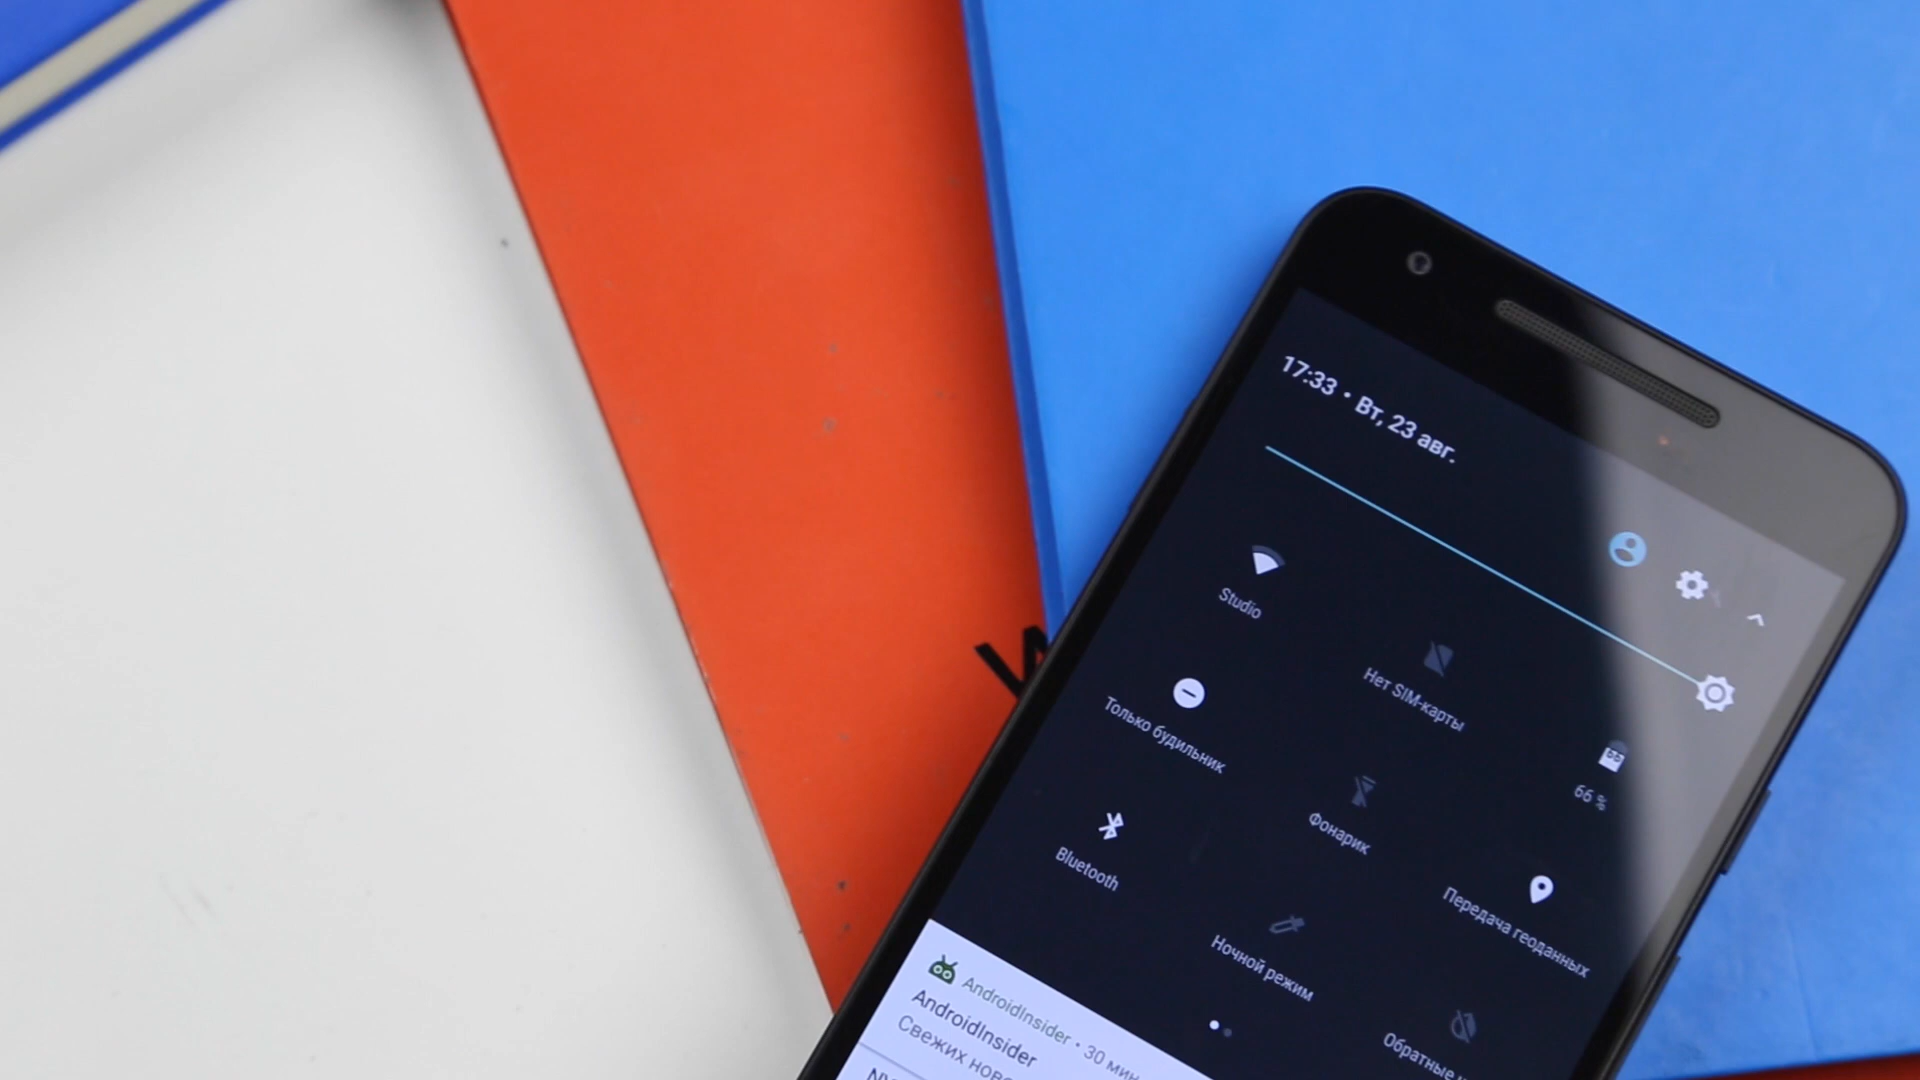 17:33 • Вт, 23 авг.
Studio
Нет SIM-карты
66 %
Только будильник
Фонарик
Передача геоданных
Bluetooth
Ночной режим
Обратные
AndroidInsider • 30 мин
AndroidInsider
Свежих